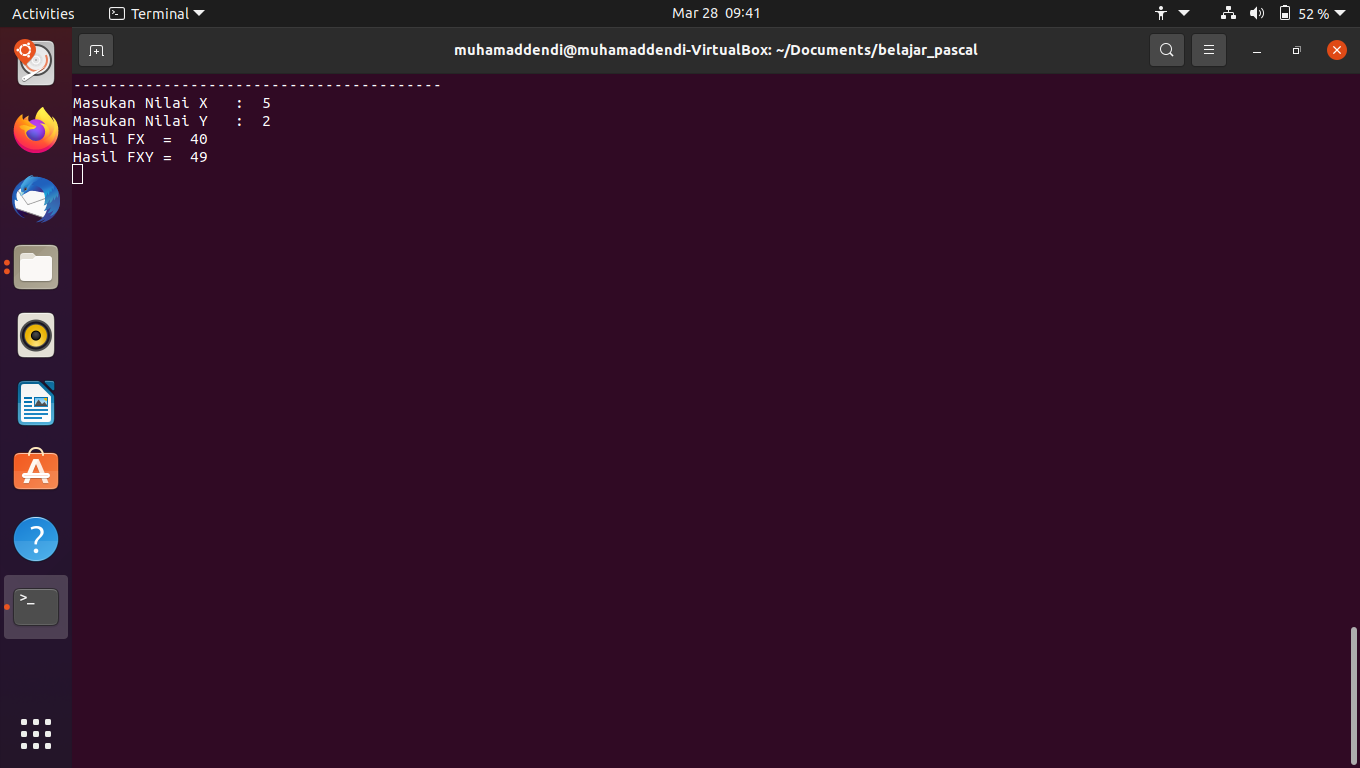 Activities Terminal Mar 28 09:41 52 %
muhamaddendi@muhamaddendi-VirtualBox: ~/Documents/belajar_pascal
-----------------------------------------
Masukan Nilai X   :  5
Masukan Nilai Y   :  2
Hasil FX  =  40
Hasil FXY =  49